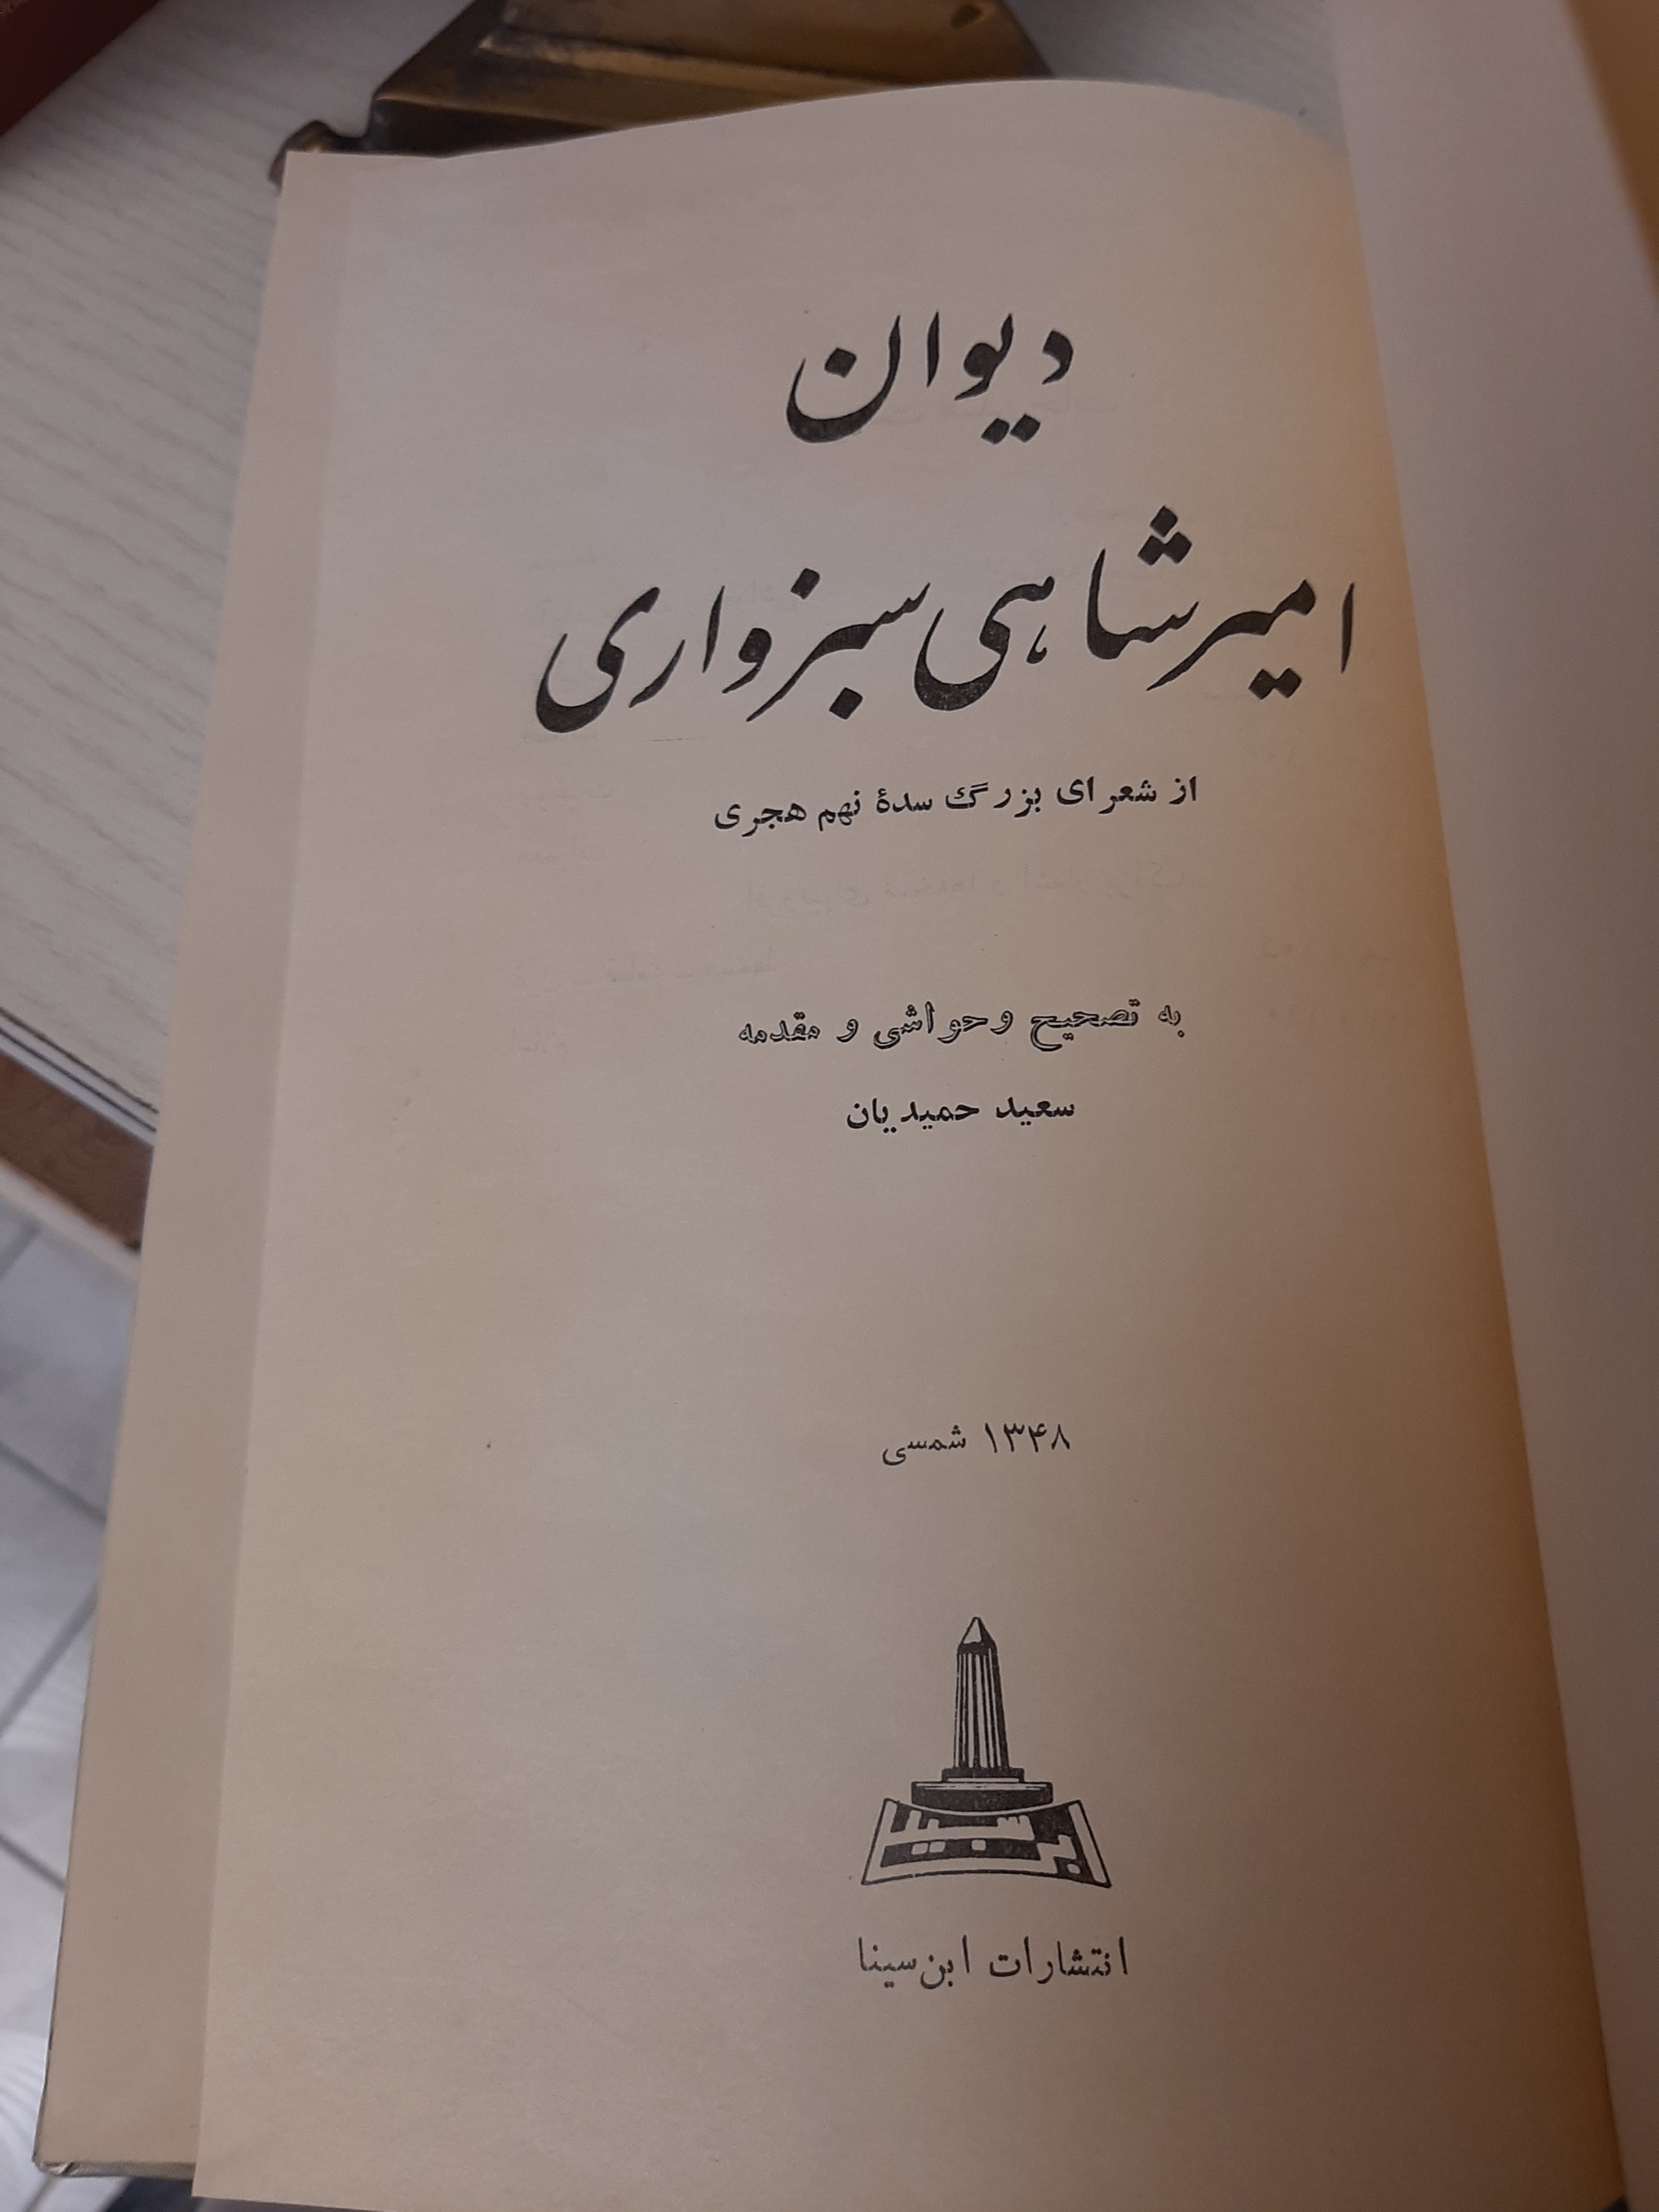 دیوان
امیرشاهی سبزواری
از شعرای بزرگ سدهٔ نهم هجری
به تصحیح و حواشی و مقدمه
سعید حمیدیان
۱۳۴۸ شمسی
انتشارات ابن‌سینا